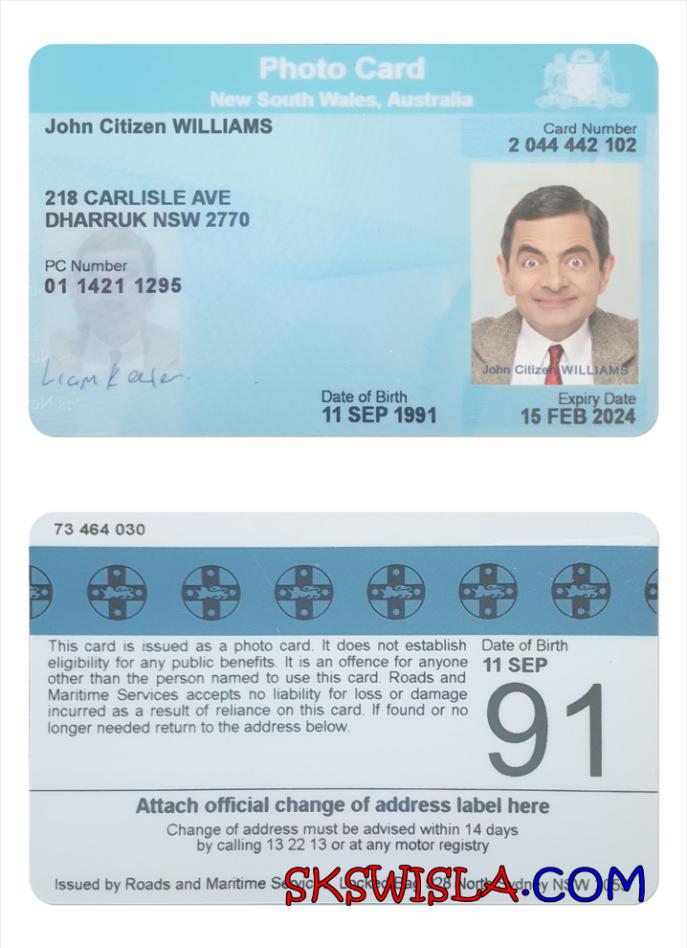 Photo Card
New South Wales, Australia
John Citizen WILLIAMS
Card Number
2 044 442 102
218 CARLISLE AVE
DHARRUK NSW 2770
PC Number
01 1421 1295
John Citizen WILLIAMS
Date of Birth
11 SEP 1991
Expiry Date
15 FEB 2024
73 464 030
This card is issued as a photo card. It does not establish
eligibility for any public benefits. It is an offence for anyone
other than the person named to use this card. Roads and
Maritime Services accepts no liability for loss or damage
incurred as a result of reliance on this card. If found or no
longer needed return to the address below.
Date of Birth
11 SEP
91
Attach official change of address label here
Change of address must be advised within 14 days
by calling 13 22 13 or at any motor registry
Issued by Roads and Maritime Locked Bag North Sydney NSW
SKSWISLA.COM